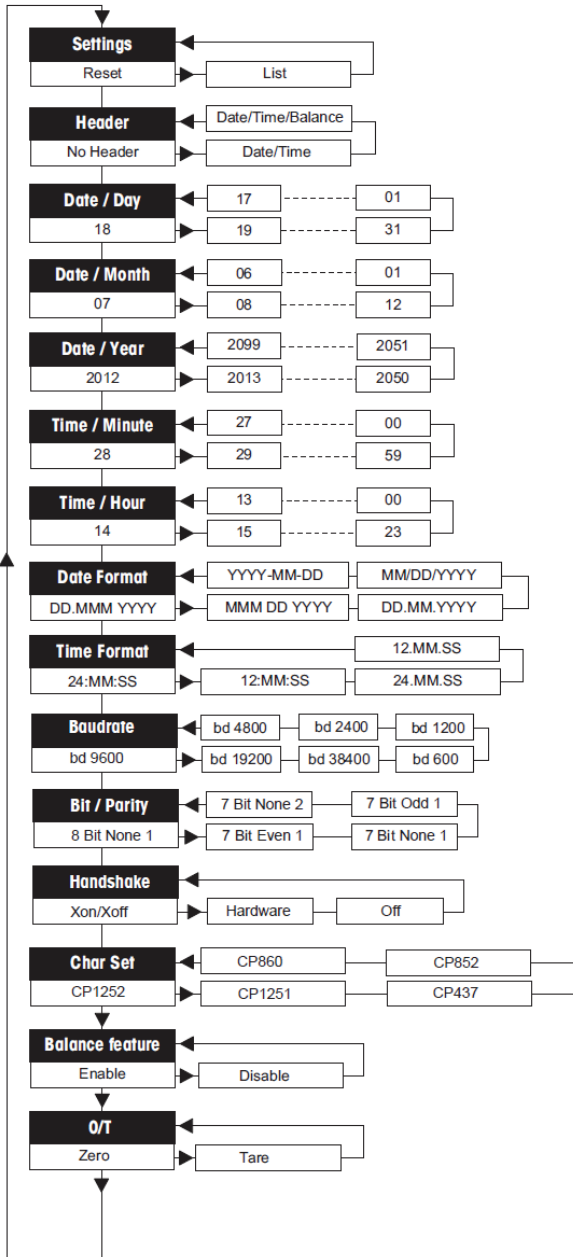 Settings
Reset List
Header Date/Time/Balance
No Header Date/Time
Date / Day 17 01
18 19 31
Date / Month 06 01
07 08 12
Date / Year 2099 2051
2012 2013 2050
Time / Minute 27 00
28 29 59
Time / Hour 13 00
14 15 23
Date Format YYYY-MM-DD MM/DD/YYYY
DD.MMM YYYY MMM DD YYYY DD.MM.YYYY
Time Format 12.MM.SS
24:MM:SS 12:MM:SS 24.MM.SS
Baudrate bd 4800 bd 2400 bd 1200
bd 9600 bd 19200 bd 38400 bd 600
Bit / Parity 7 Bit None 2 7 Bit Odd 1
8 Bit None 1 7 Bit Even 1 7 Bit None 1
Handshake
Xon/Xoff Hardware Off
Char Set CP860 CP852
CP1252 CP1251 CP437
Balance feature
Enable Disable
0/T
Zero Tare